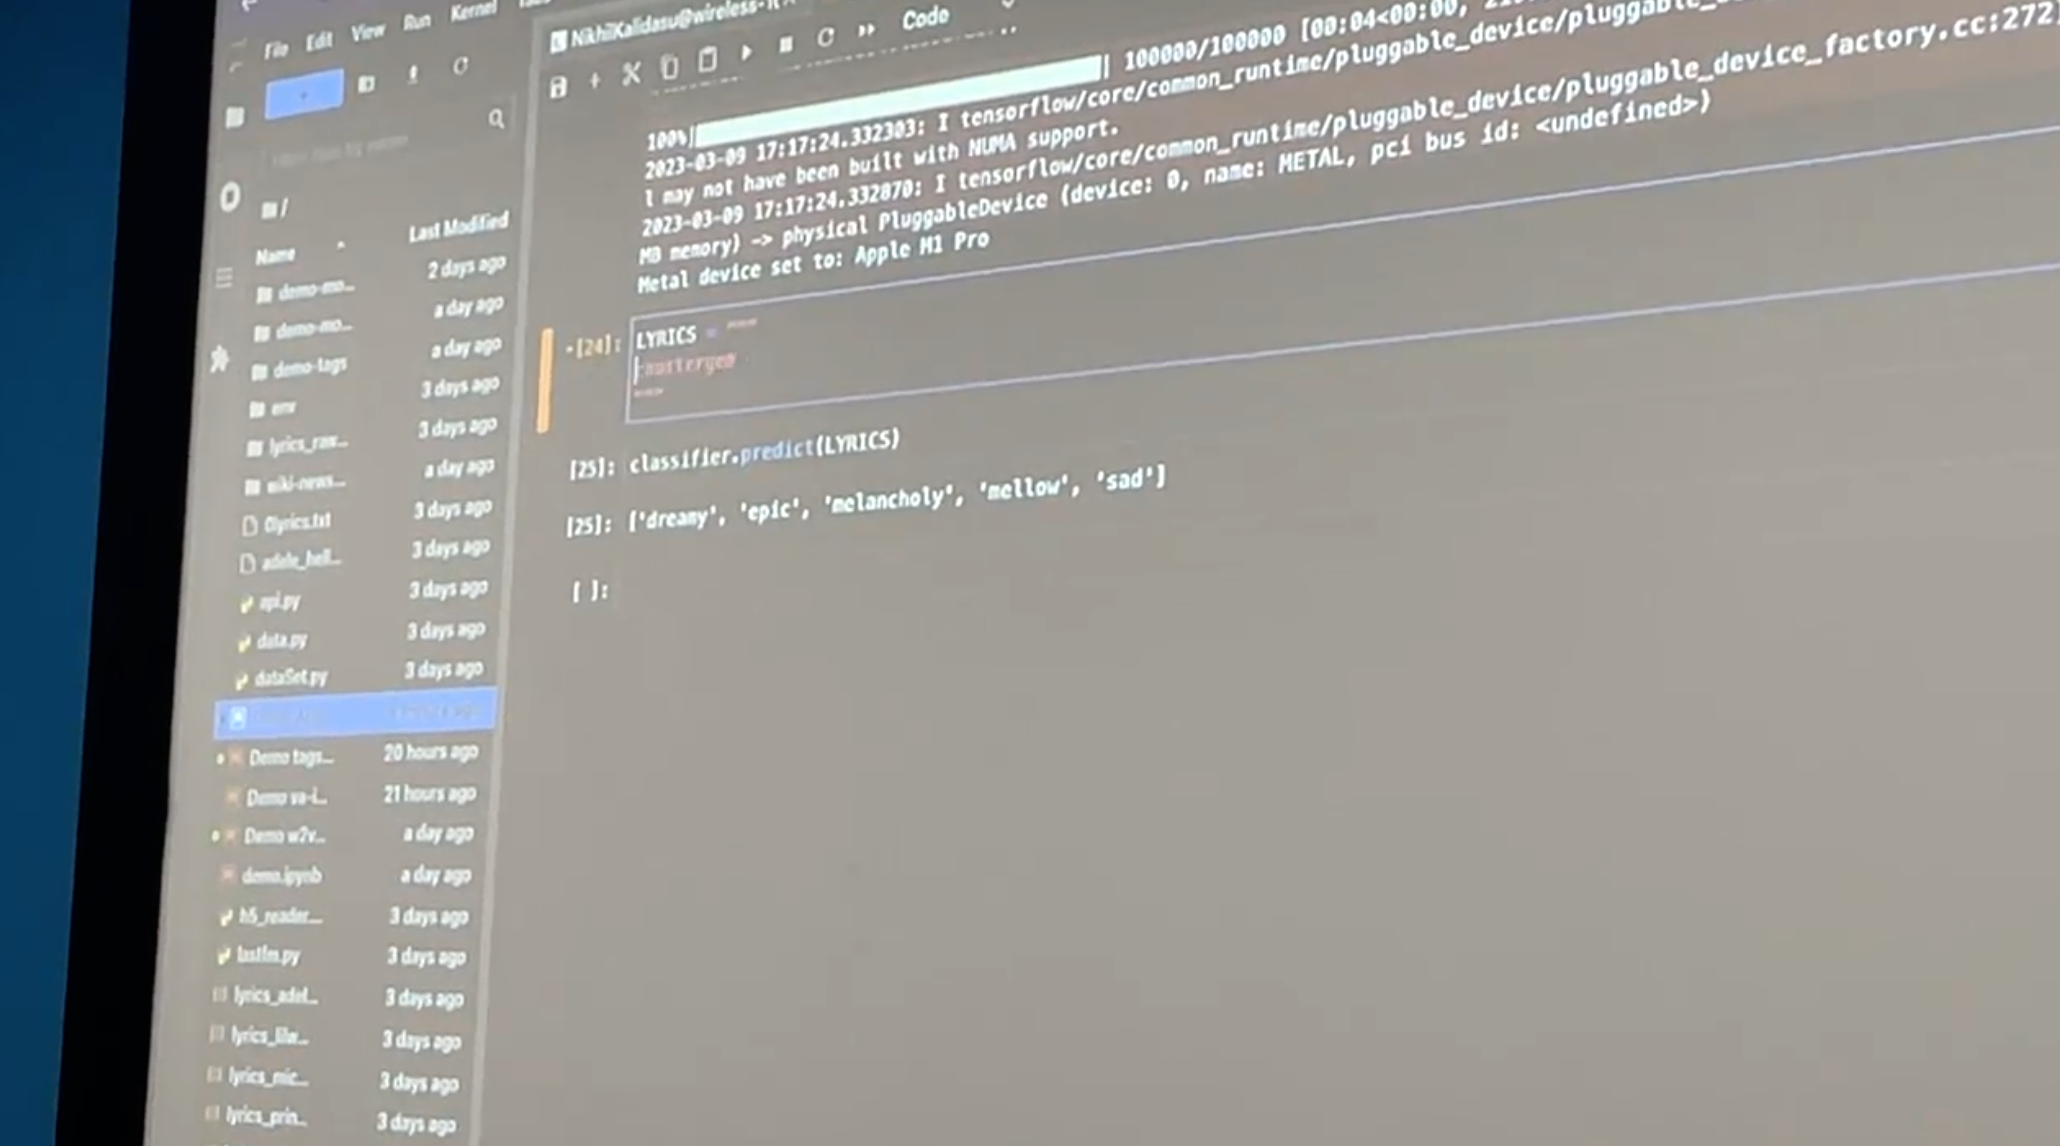 File Edit View Run Kernel
NikhilKalidasu@wireless-
Code
/
Name Last Modified
demo-mo... 2 days ago
demo-mo... a day ago
demo-tags a day ago
env 3 days ago
lyrics_raw... 3 days ago
wiki-news... a day ago
0lyrics.txt 3 days ago
adele_hell... 3 days ago
api.py 3 days ago
data.py 3 days ago
dataSet.py 3 days ago
Demo tags... 20 hours ago
Demo va-i... 21 hours ago
Demo w2v... a day ago
demo.ipynb a day ago
h5_reader... 3 days ago
lastfm.py 3 days ago
lyrics_adel... 3 days ago
lyrics_lilw... 3 days ago
lyrics_mic... 3 days ago
lyrics_prin... 3 days ago
100%| | 100000/100000 [00:04<00:00,
2023-03-09 17:17:24.332303: I tensorflow/core/common_runtime/pluggable_device/pluggable_
l may not have been built with NUMA support.
2023-03-09 17:17:24.332870: I tensorflow/core/common_runtime/pluggable_device/pluggable_device_factory.cc:272]
MB memory) -> physical PluggableDevice (device: 0, name: METAL, pci bus id: <undefined>)
Metal device set to: Apple M1 Pro
[24]: LYRICS = """
"""
[25]: classifier.predict(LYRICS)
[25]: ['dreamy', 'epic', 'melancholy', 'mellow', 'sad']
[ ]: